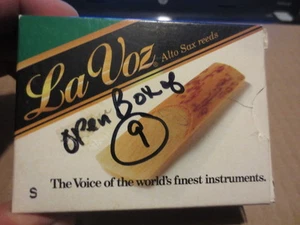 La Voz Alto Sax reeds
open Box of
9
S
The Voice of the world's finest instruments.